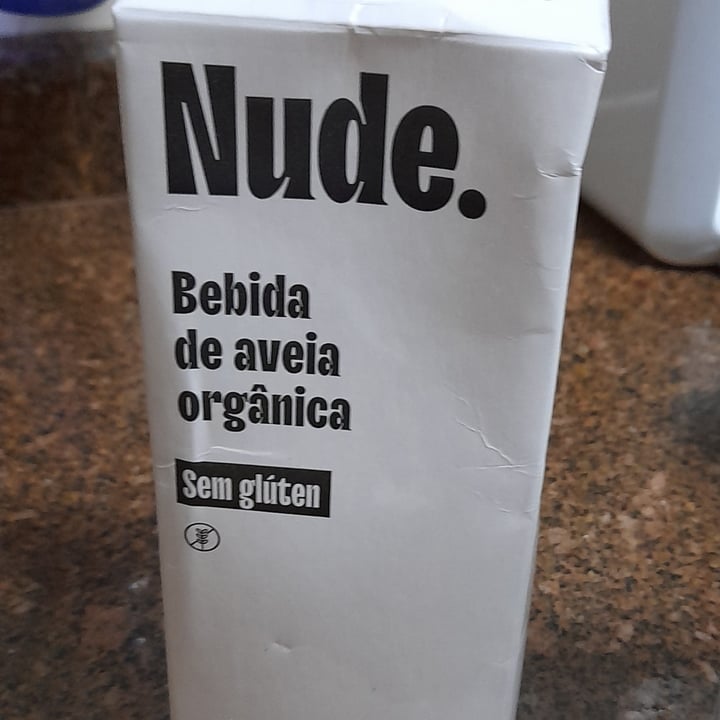 Nude.
Bebida
de aveia
orgânica
Sem glúten